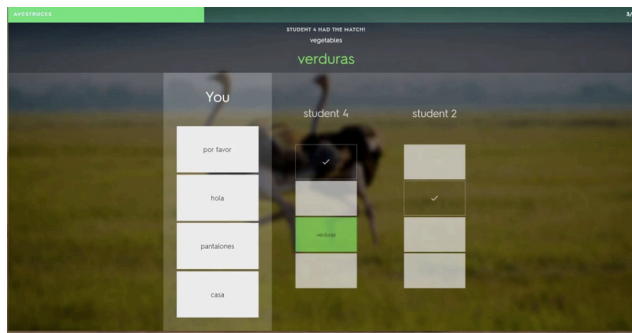 AVESTRUCES
3/
STUDENT 4 HAD THE MATCH!
vegetables
verduras
You
student 4
student 2
por favor
hola
verduras
pantalones
casa